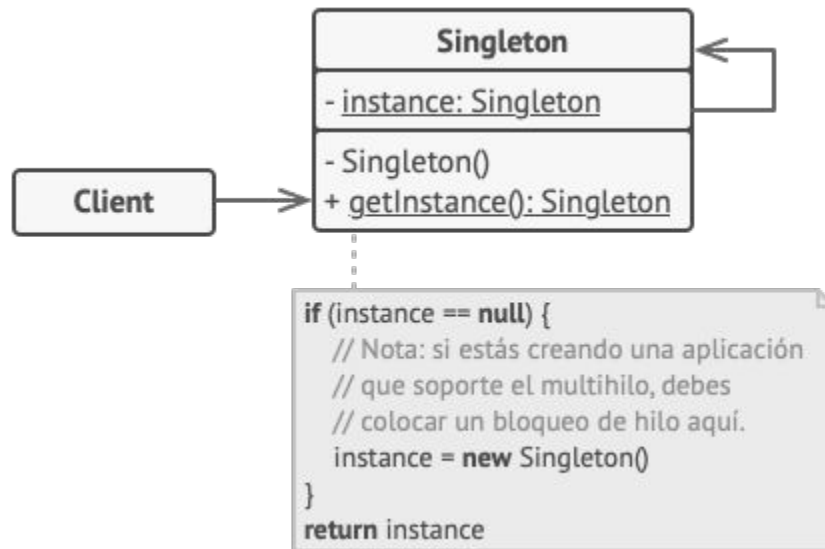 Singleton
- instance: Singleton
- Singleton()
+ getInstance(): Singleton
Client
if (instance == null) {
// Nota: si estás creando una aplicación
// que soporte el multihilo, debes
// colocar un bloqueo de hilo aquí.
instance = new Singleton()
}
return instance